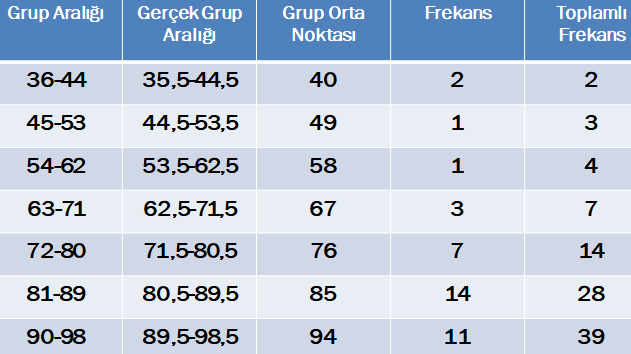 Grup Aralığı Gerçek Grup Aralığı Grup Orta Noktası Frekans Toplamlı Frekans
36-44 35,5-44,5 40 2 2
45-53 44,5-53,5 49 1 3
54-62 53,5-62,5 58 1 4
63-71 62,5-71,5 67 3 7
72-80 71,5-80,5 76 7 14
81-89 80,5-89,5 85 14 28
90-98 89,5-98,5 94 11 39